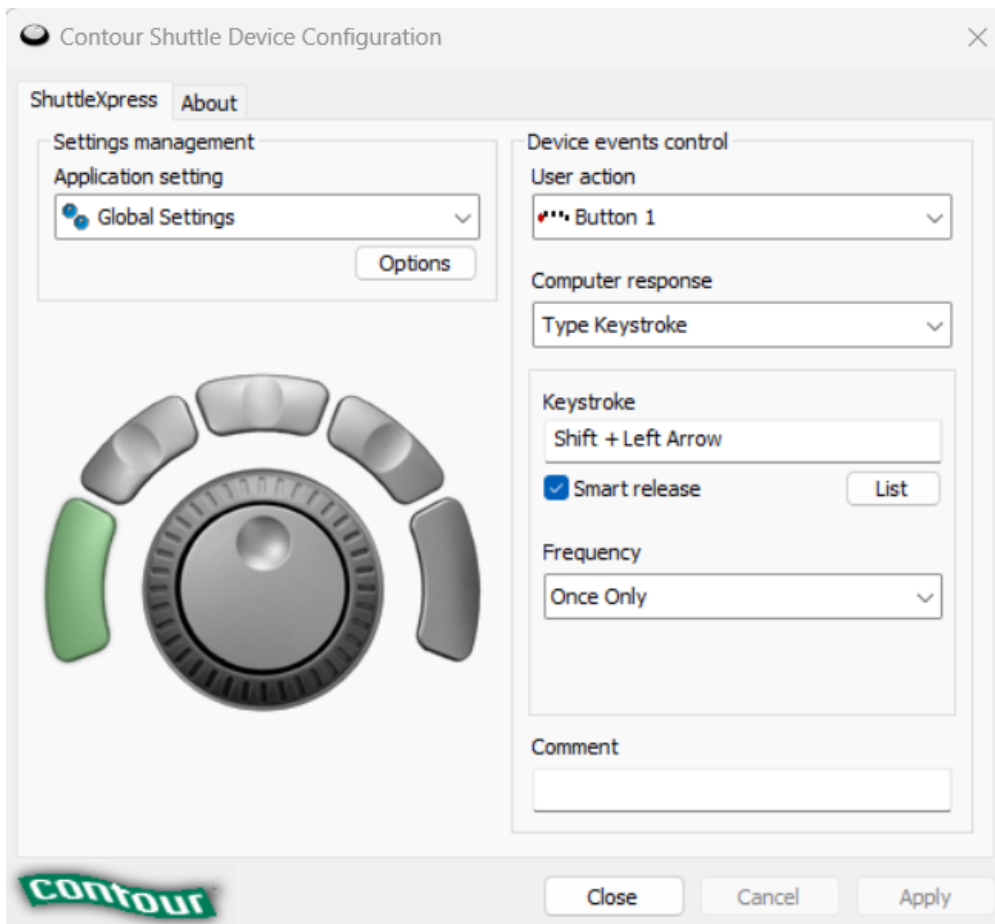 Contour Shuttle Device Configuration
ShuttleXpress
About
Settings management
Application setting
Global Settings
Options
Device events control
User action
Button 1
Computer response
Type Keystroke
Keystroke
Shift + Left Arrow
Smart release
List
Frequency
Once Only
Comment
contour
Close
Cancel
Apply